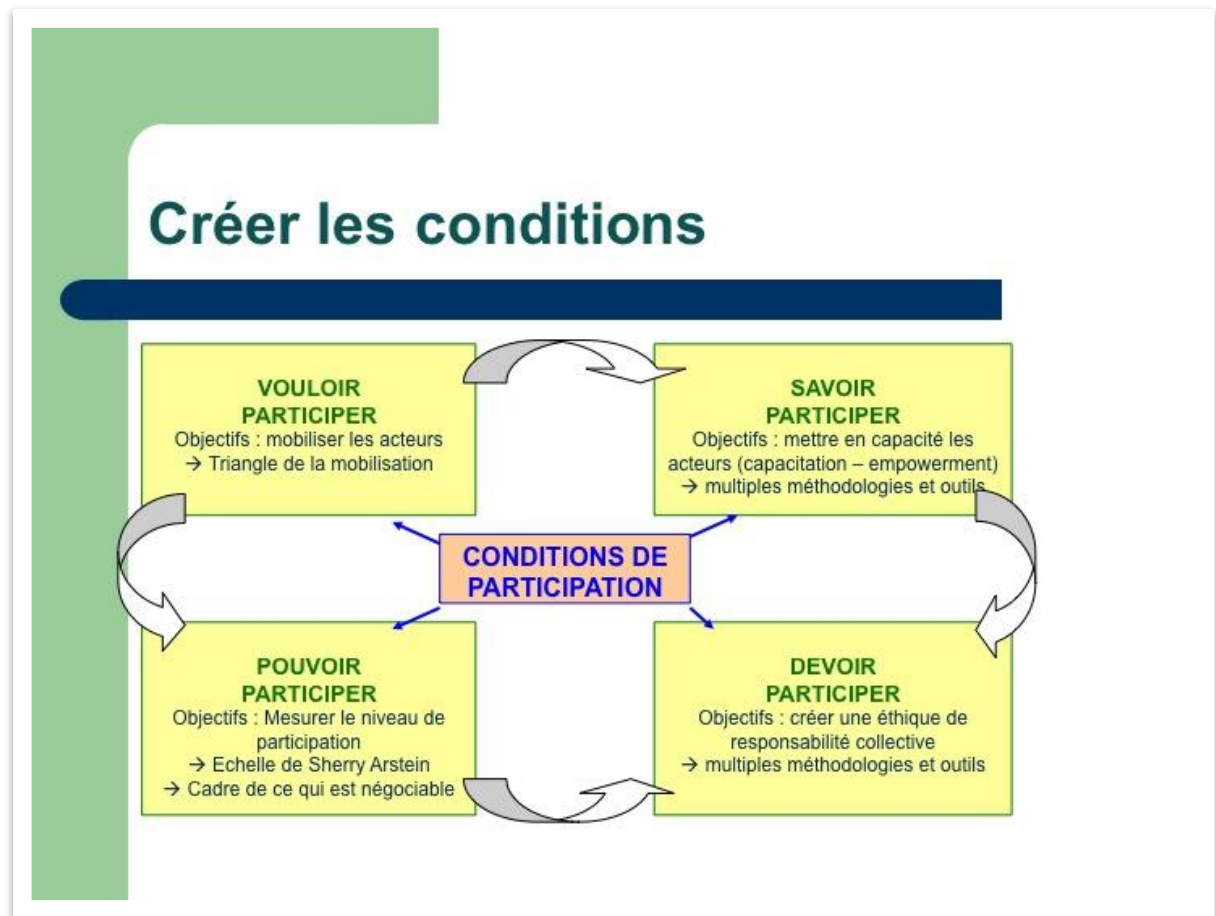 Créer les conditions
VOULOIR
PARTICIPER
Objectifs : mobiliser les acteurs
→ Triangle de la mobilisation
SAVOIR
PARTICIPER
Objectifs : mettre en capacité les
acteurs (capacitation – empowerment)
→ multiples méthodologies et outils
CONDITIONS DE
PARTICIPATION
POUVOIR
PARTICIPER
Objectifs : Mesurer le niveau de
participation
→ Echelle de Sherry Arstein
→ Cadre de ce qui est négociable
DEVOIR
PARTICIPER
Objectifs : créer une éthique de
responsabilité collective
→ multiples méthodologies et outils